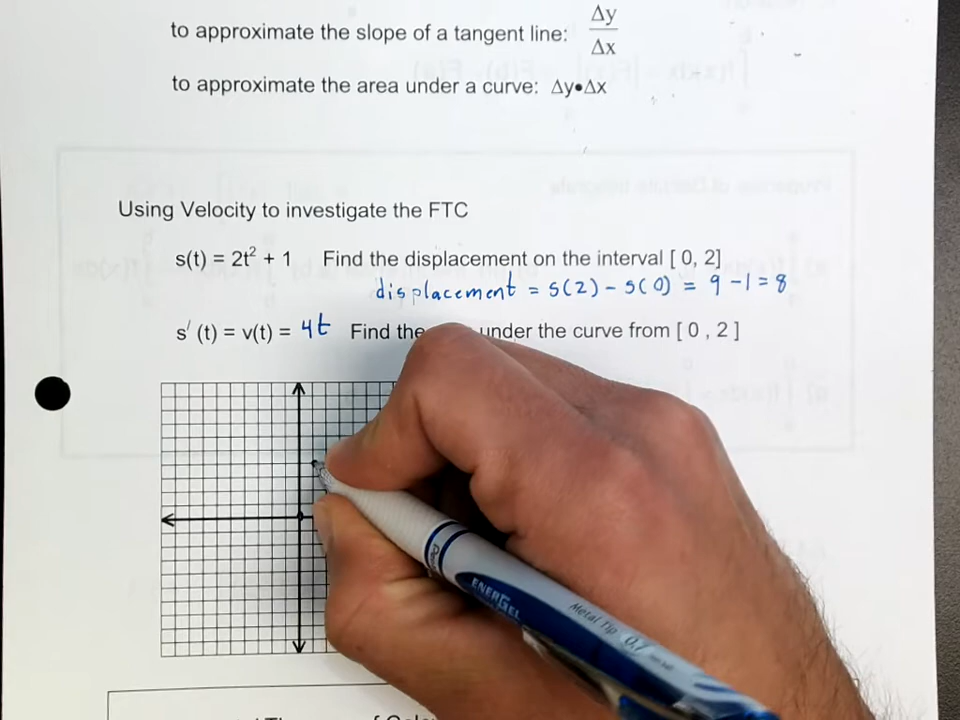 to approximate the slope of a tangent line: Δy
Δx
to approximate the area under a curve: Δy•Δx
Using Velocity to investigate the FTC
s(t) = 2t² + 1 Find the displacement on the interval [ 0, 2]
displacement = s(2) - s(0) = 9 - 1 = 8
s' (t) = v(t) = 4t Find the under the curve from [ 0 , 2 ]
ENERGEL
Metal Tip 0.7